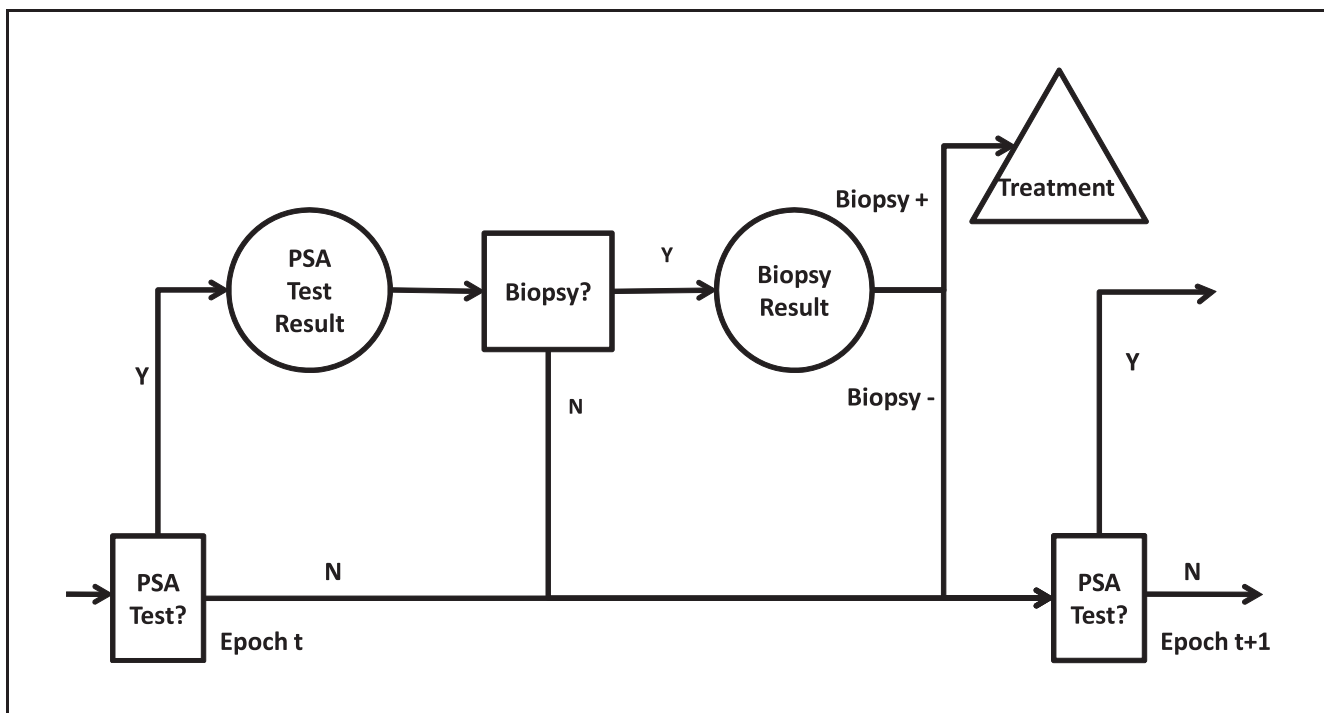 Treatment
Biopsy +
PSA
Test
Result
Biopsy?
Y
Biopsy
Result
Y
N
Biopsy -
Y
PSA
Test?
N
Epoch t
PSA
Test?
N
Epoch t+1